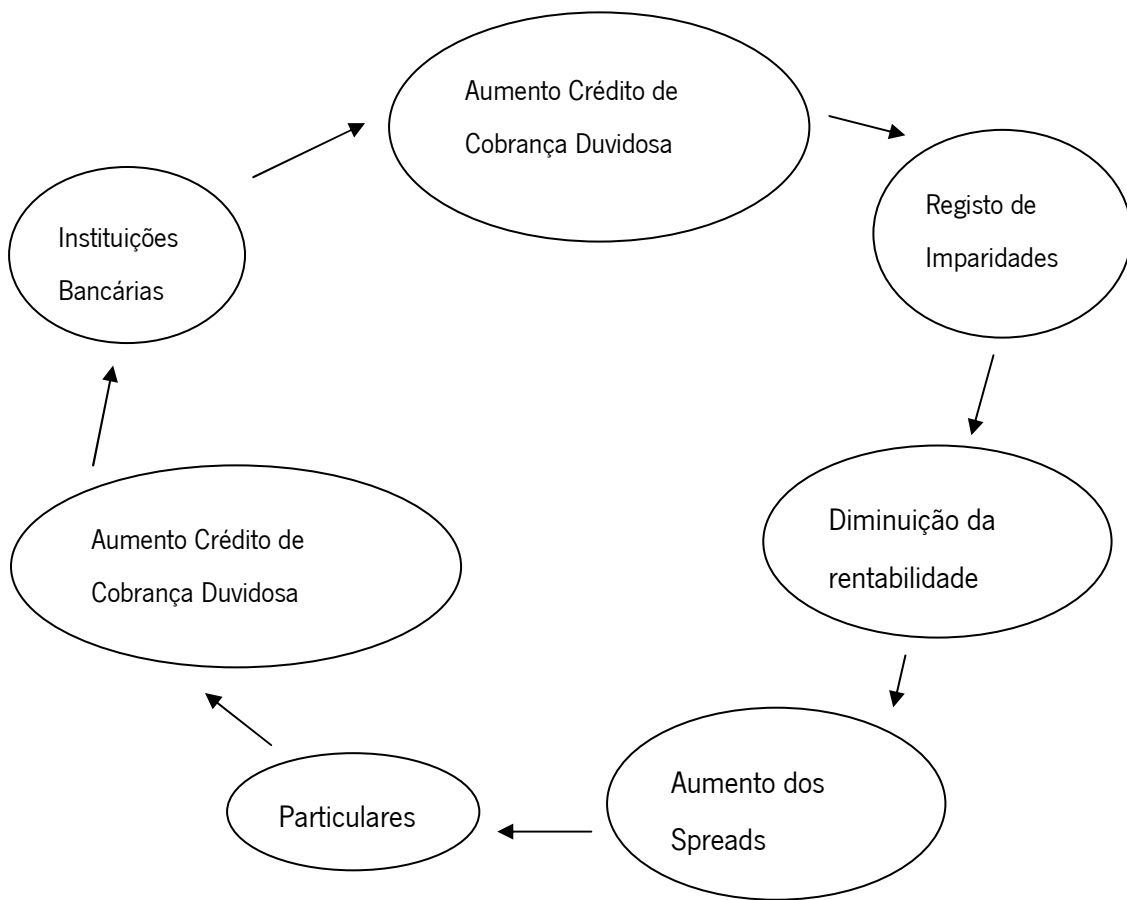 Aumento Crédito de
Cobrança Duvidosa
Registo de
Imparidades
Instituições
Bancárias
Diminuição da
rentabilidade
Aumento Crédito de
Cobrança Duvidosa
Aumento dos
Spreads
Particulares